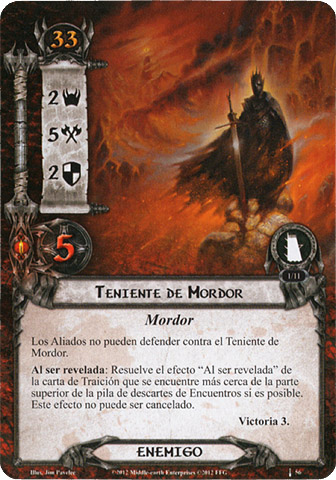 33
2
5
2
5
1/11
Teniente de Mordor
Mordor
Los Aliados no pueden defender contra el Teniente de
Mordor.
Al ser revelada: Resuelve el efecto “Al ser revelada” de
la carta de Traición que se encuentre más cerca de la parte
superior de la pila de descartes de Encuentros si es posible.
Este efecto no puede ser cancelado.
Victoria 3.
ENEMIGO
Illus. Jim Pavelec ©2012 Middle-earth Enterprises ©2012 FFG 56